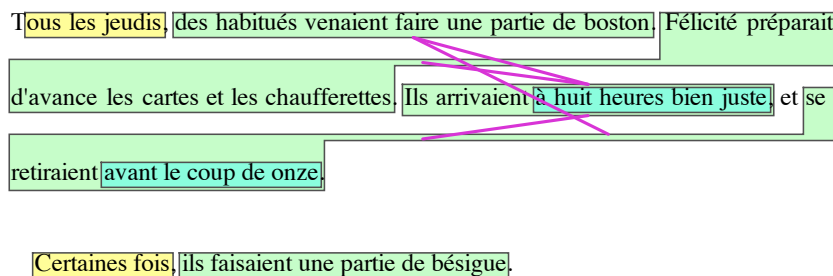 Tous les jeudis, des habitués venaient faire une partie de boston. Félicité préparait
d'avance les cartes et les chaufferettes. Ils arrivaient à huit heures bien juste, et se
retiraient avant le coup de onze.
Certaines fois, ils faisaient une partie de bésigue.